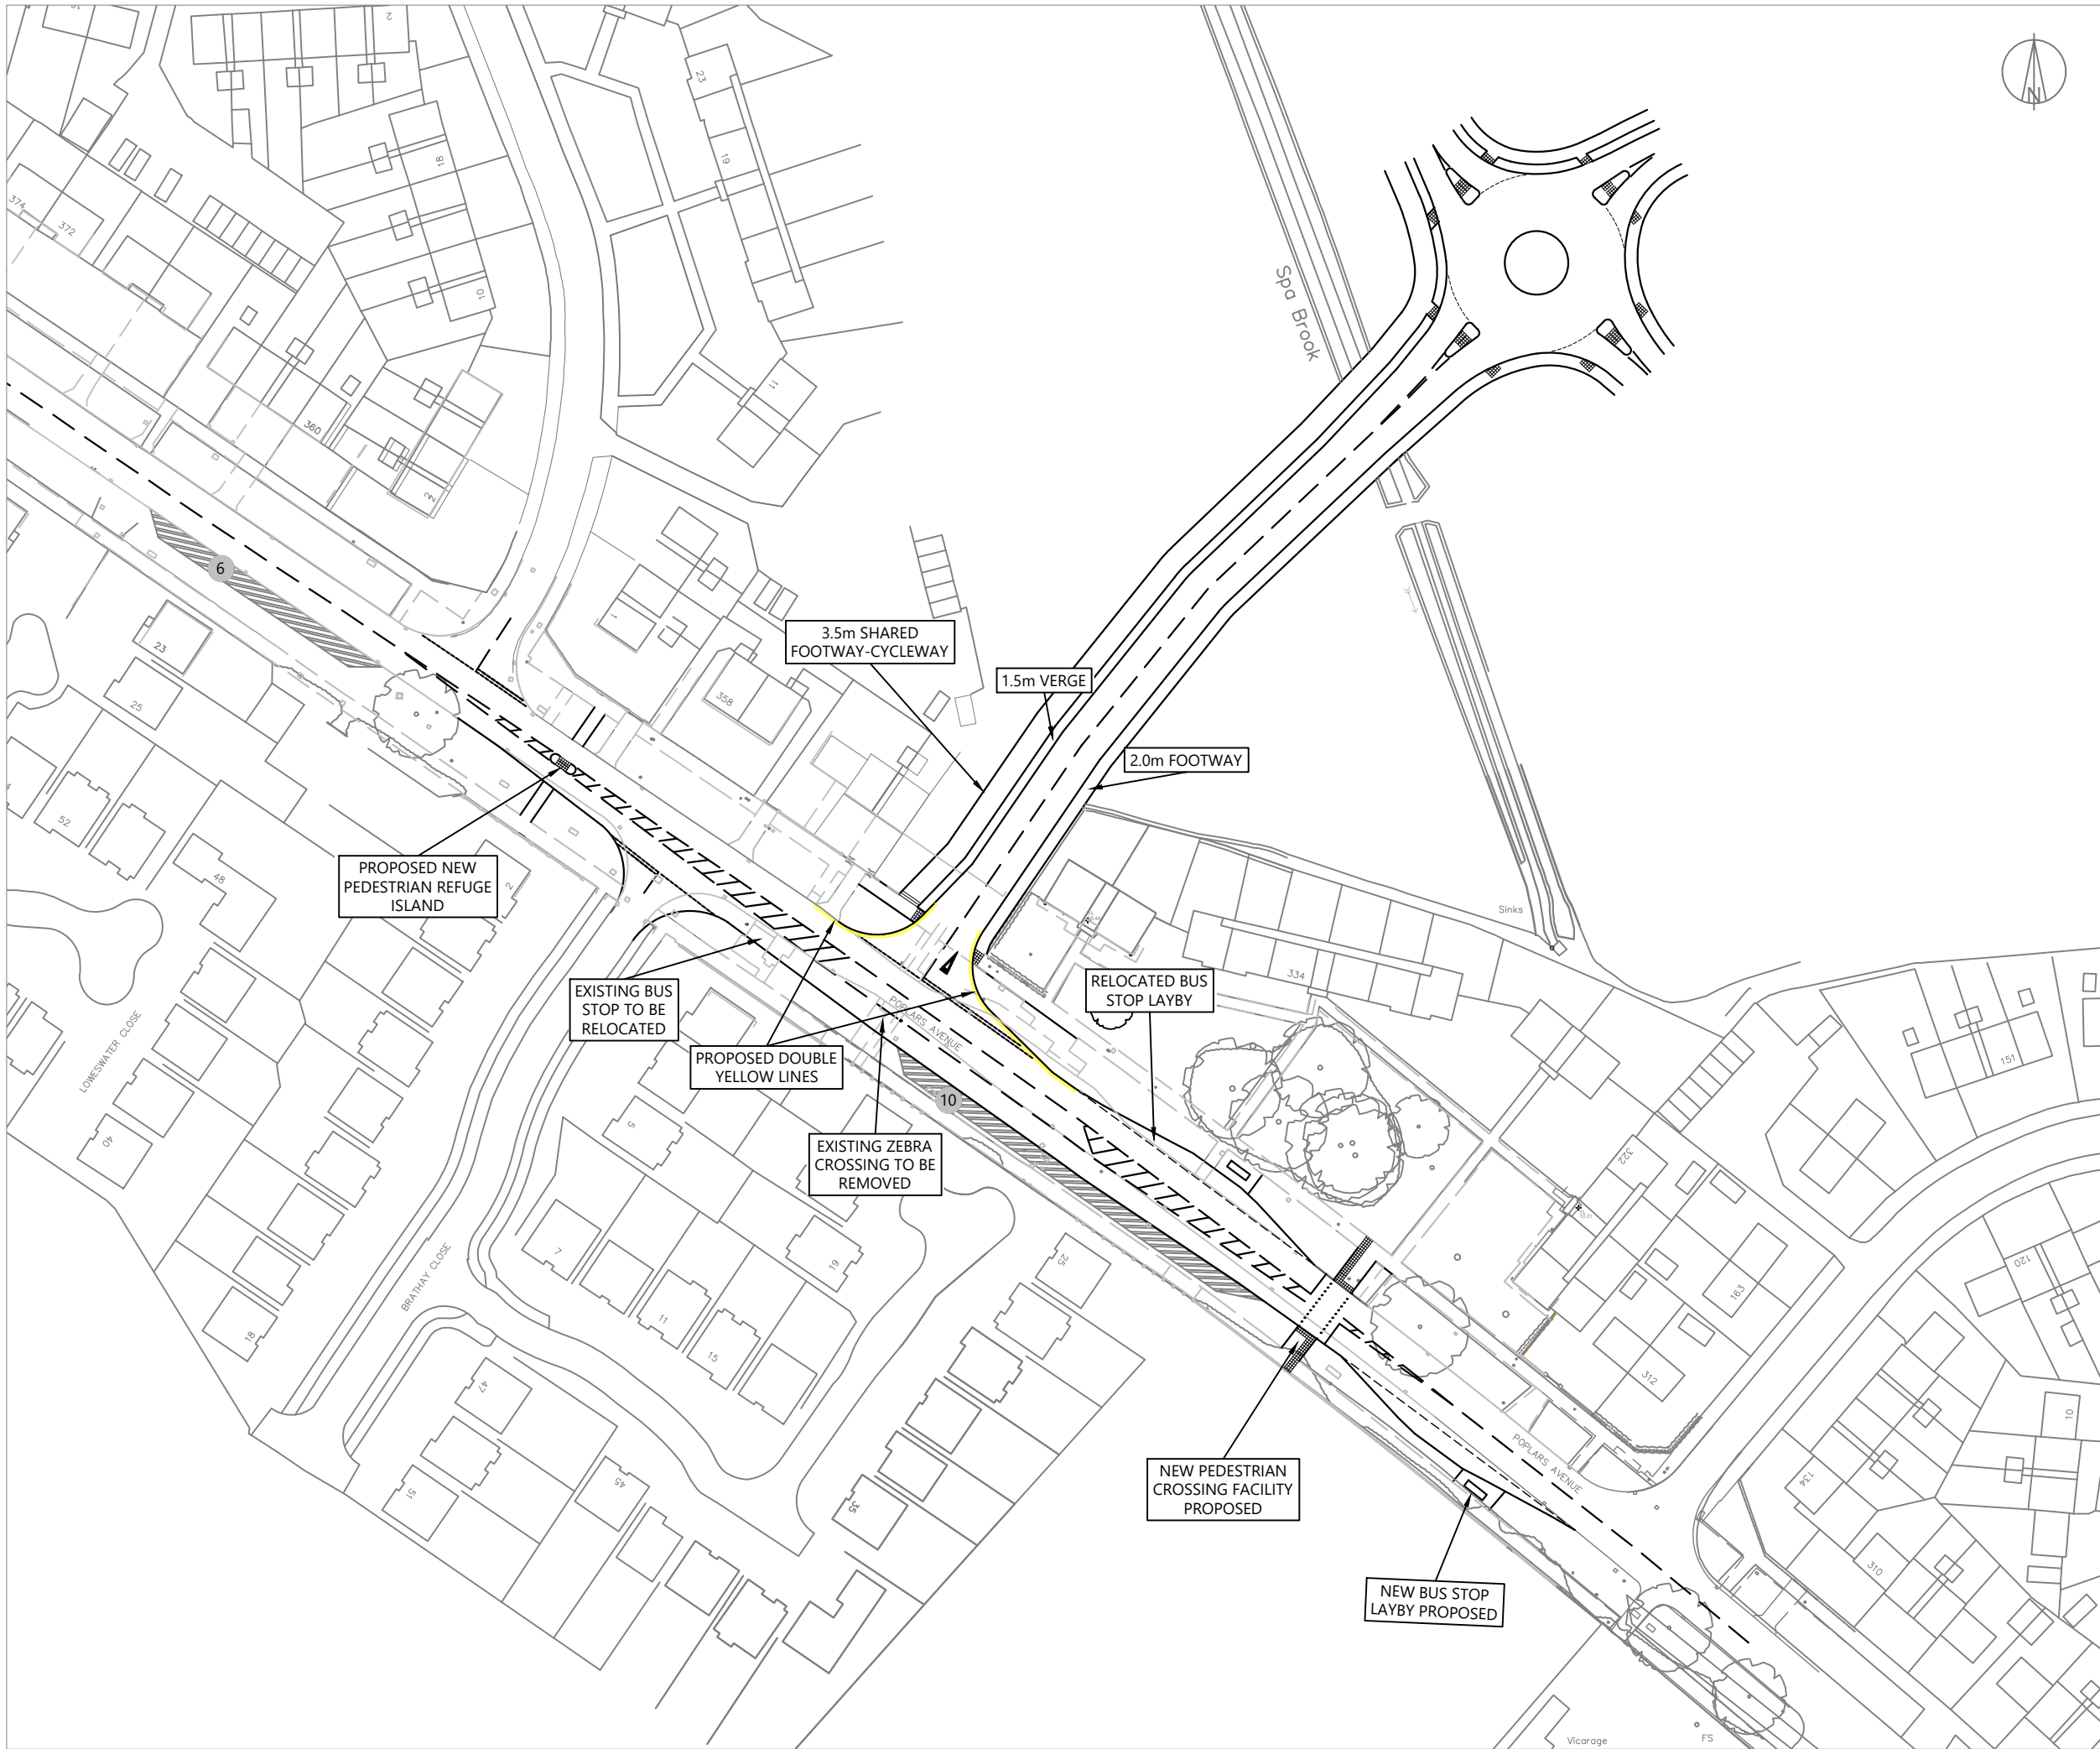 N
2
23
18
19
374
372
10
Spa Brook
11
360
22
6
1
3.5m SHARED
FOOTWAY-CYCLEWAY
23
1.5m VERGE
358
25
2.0m FOOTWAY
52
PROPOSED NEW
PEDESTRIAN REFUGE
ISLAND
48
2
Sinks
334
RELOCATED BUS
STOP LAYBY
EXISTING BUS
STOP TO BE
RELOCATED
POPLARS AVENUE
LOWESWATER CLOSE
PROPOSED DOUBLE
YELLOW LINES
151
10
5
40
EXISTING ZEBRA
CROSSING TO BE
REMOVED
322
7
19
25
120
BRATHAY CLOSE
163
11
18
15
312
47
10
POPLARS AVENUE
45
134
51
35
NEW PEDESTRIAN
CROSSING FACILITY
PROPOSED
310
NEW BUS STOP
LAYBY PROPOSED
Vicarage
FS